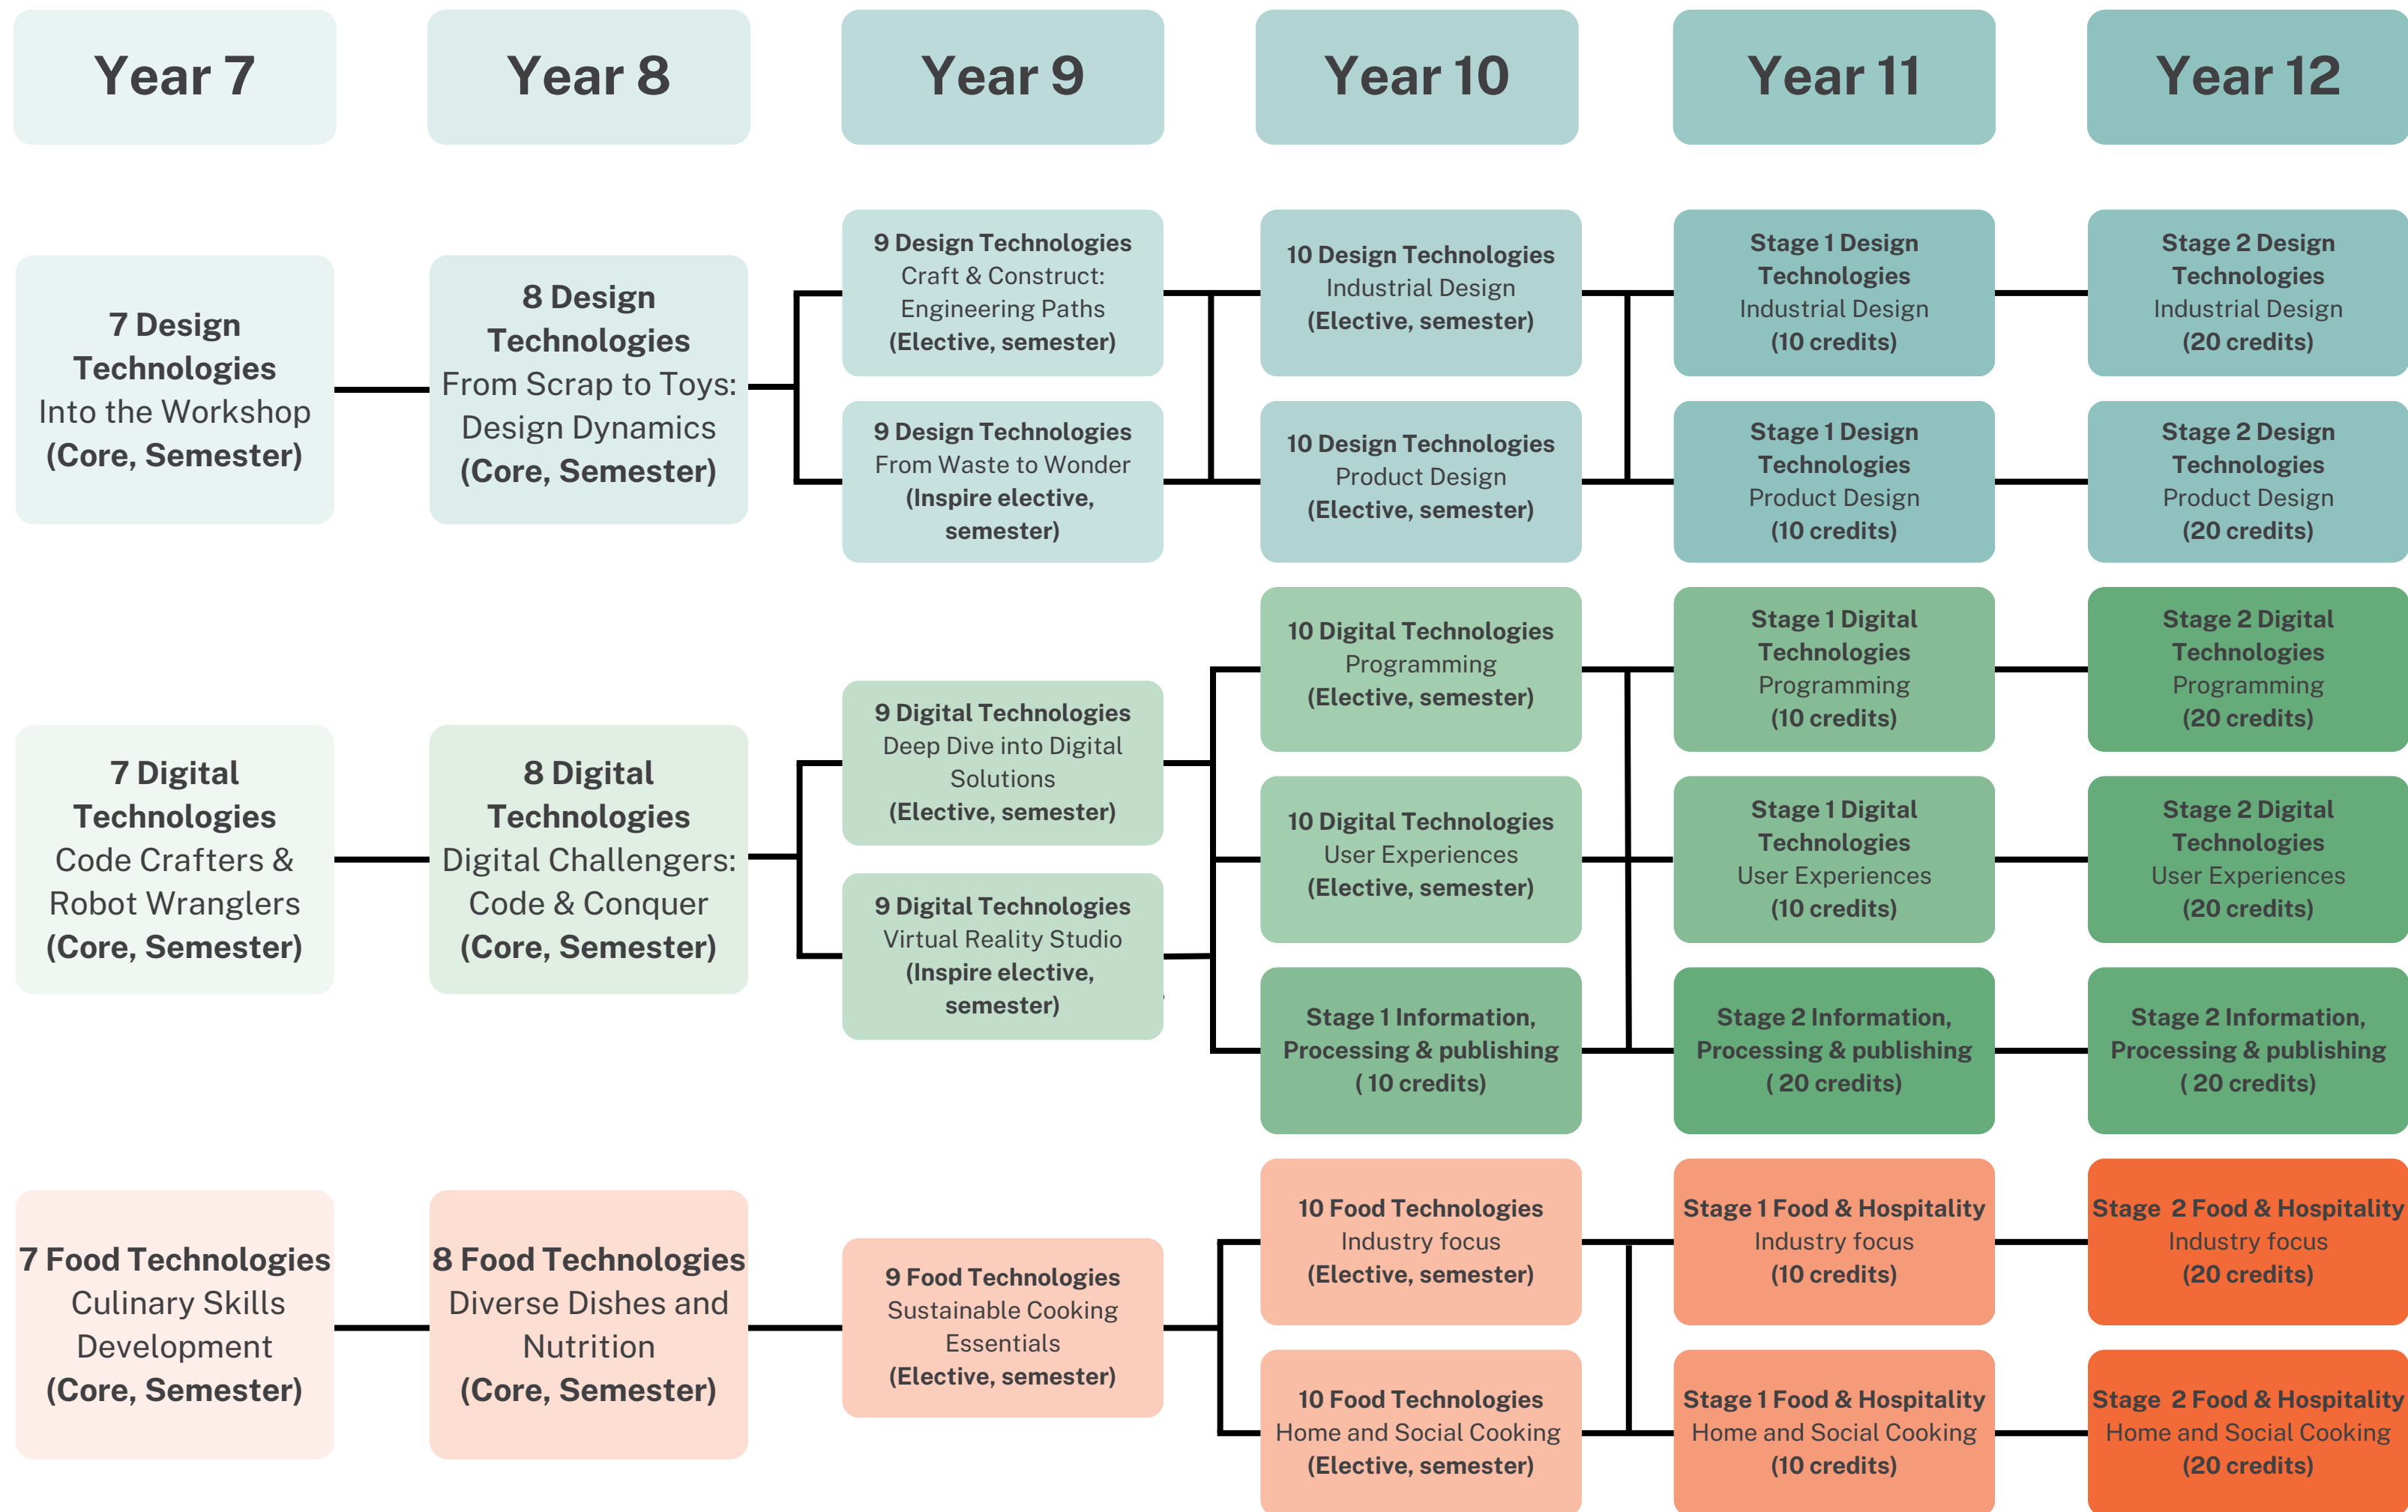 Year 7
Year 8
Year 9
Year 10
Year 11
Year 12
7 Design
Technologies
Into the Workshop
(Core, Semester)
8 Design
Technologies
From Scrap to Toys:
Design Dynamics
(Core, Semester)
9 Design Technologies
Craft & Construct:
Engineering Paths
(Elective, semester)
9 Design Technologies
From Waste to Wonder
(Inspire elective,
semester)
10 Design Technologies
Industrial Design
(Elective, semester)
10 Design Technologies
Product Design
(Elective, semester)
Stage 1 Design
Technologies
Industrial Design
(10 credits)
Stage 1 Design
Technologies
Product Design
(10 credits)
Stage 2 Design
Technologies
Industrial Design
(20 credits)
Stage 2 Design
Technologies
Product Design
(20 credits)
7 Digital
Technologies
Code Crafters &
Robot Wranglers
(Core, Semester)
8 Digital
Technologies
Digital Challengers:
Code & Conquer
(Core, Semester)
9 Digital Technologies
Deep Dive into Digital
Solutions
(Elective, semester)
9 Digital Technologies
Virtual Reality Studio
(Inspire elective,
semester)
10 Digital Technologies
Programming
(Elective, semester)
10 Digital Technologies
User Experiences
(Elective, semester)
Stage 1 Information,
Processing & publishing
( 10 credits)
Stage 1 Digital
Technologies
Programming
(10 credits)
Stage 1 Digital
Technologies
User Experiences
(10 credits)
Stage 2 Information,
Processing & publishing
( 20 credits)
Stage 2 Digital
Technologies
Programming
(20 credits)
Stage 2 Digital
Technologies
User Experiences
(20 credits)
Stage 2 Information,
Processing & publishing
( 20 credits)
7 Food Technologies
Culinary Skills
Development
(Core, Semester)
8 Food Technologies
Diverse Dishes and
Nutrition
(Core, Semester)
9 Food Technologies
Sustainable Cooking
Essentials
(Elective, semester)
10 Food Technologies
Industry focus
(Elective, semester)
10 Food Technologies
Home and Social Cooking
(Elective, semester)
Stage 1 Food & Hospitality
Industry focus
(10 credits)
Stage 1 Food & Hospitality
Home and Social Cooking
(10 credits)
Stage 2 Food & Hospitality
Industry focus
(20 credits)
Stage 2 Food & Hospitality
Home and Social Cooking
(20 credits)